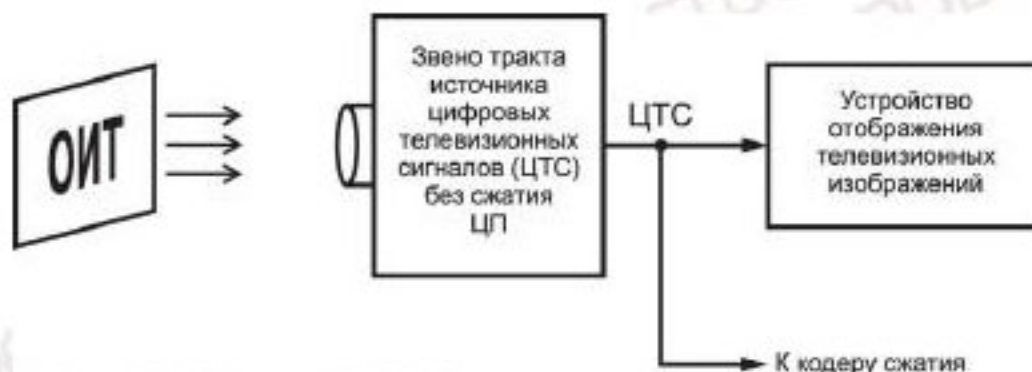 ОИТ
Звено тракта
источника
цифровых
телевизионных
сигналов (ЦТС)
без сжатия
ЦП
ЦТС
Устройство
отображения
телевизионных
изображений
К кодеру сжатия